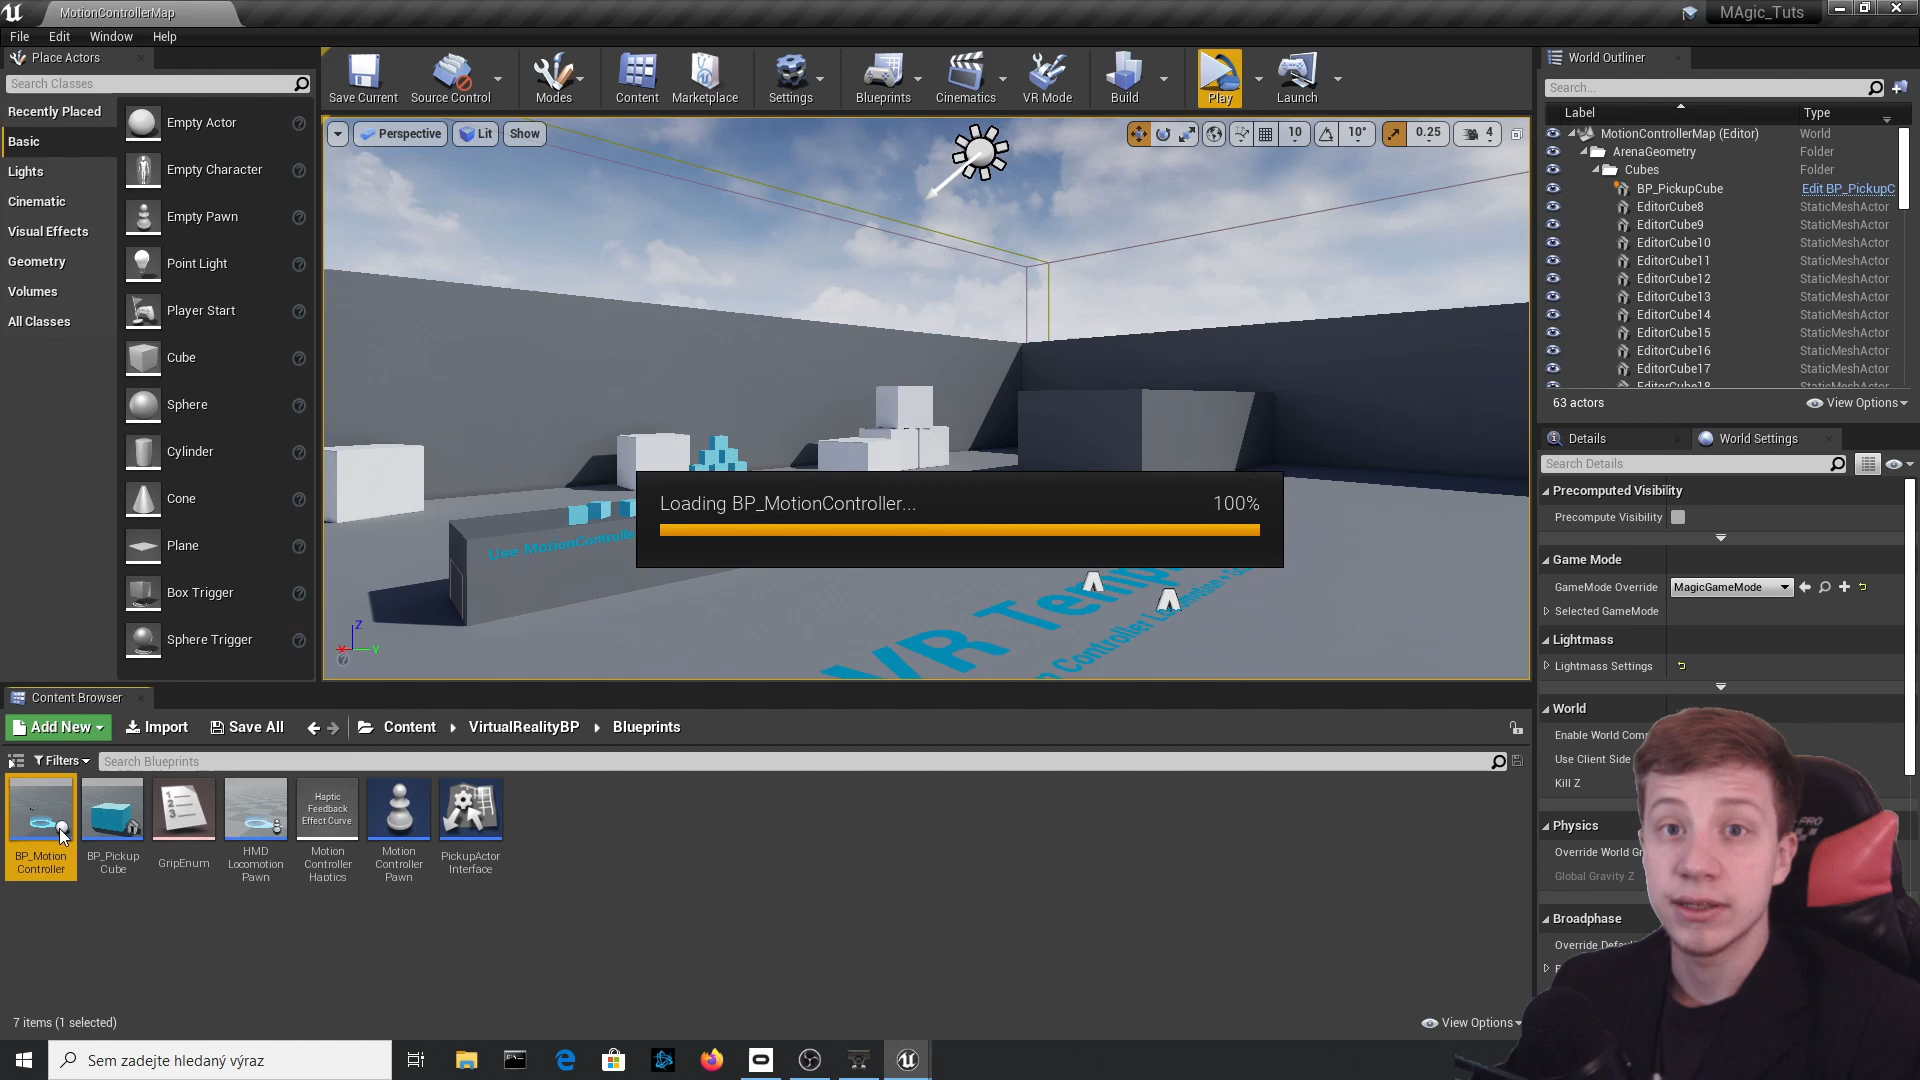 MotionControllerMap
MAgic_Tuts
File Edit Window Help
Place Actors
Search Classes
Recently Placed
Basic
Lights
Cinematic
Visual Effects
Geometry
Volumes
All Classes
Empty Actor
Empty Character
Empty Pawn
Point Light
Player Start
Cube
Sphere
Cylinder
Cone
Plane
Box Trigger
Sphere Trigger
Save Current
Source Control
Modes
Content
Marketplace
Settings
Blueprints
Cinematics
VR Mode
Build
Play
Launch
Perspective Lit Show
10 10° 0.25 4
Use MotionControlle
VR Temp
Controller L
Z
X Y
Loading BP_MotionController... 100%
World Outliner
Search...
Label Type
MotionControllerMap (Editor) World
ArenaGeometry Folder
Cubes Folder
BP_PickupCube Edit BP_PickupC
EditorCube8 StaticMeshActor
EditorCube9 StaticMeshActor
EditorCube10 StaticMeshActor
EditorCube11 StaticMeshActor
EditorCube12 StaticMeshActor
EditorCube13 StaticMeshActor
EditorCube14 StaticMeshActor
EditorCube15 StaticMeshActor
EditorCube16 StaticMeshActor
EditorCube17 StaticMeshActor
EditorCube18 StaticMeshActor
63 actors
View Options
Details World Settings
Search Details
Precomputed Visibility
Precompute Visibility
Game Mode
GameMode Override MagicGameMode
Selected GameMode
Lightmass
Lightmass Settings
World
Enable World Com
Use Client Side
Kill Z
Physics
Override World Gr
Global Gravity Z
Broadphase
Override Defau
Content Browser
Add New Import Save All Content VirtualRealityBP Blueprints
Filters Search Blueprints
BP_Motion
Controller
BP_Pickup
Cube
GripEnum
HMD
Locomotion
Pawn
Haptic
Feedback
Effect Curve
Motion
Controller
Haptics
Motion
Controller
Pawn
PickupActor
Interface
7 items (1 selected)
View Options
Sem zadejte hledaný výraz